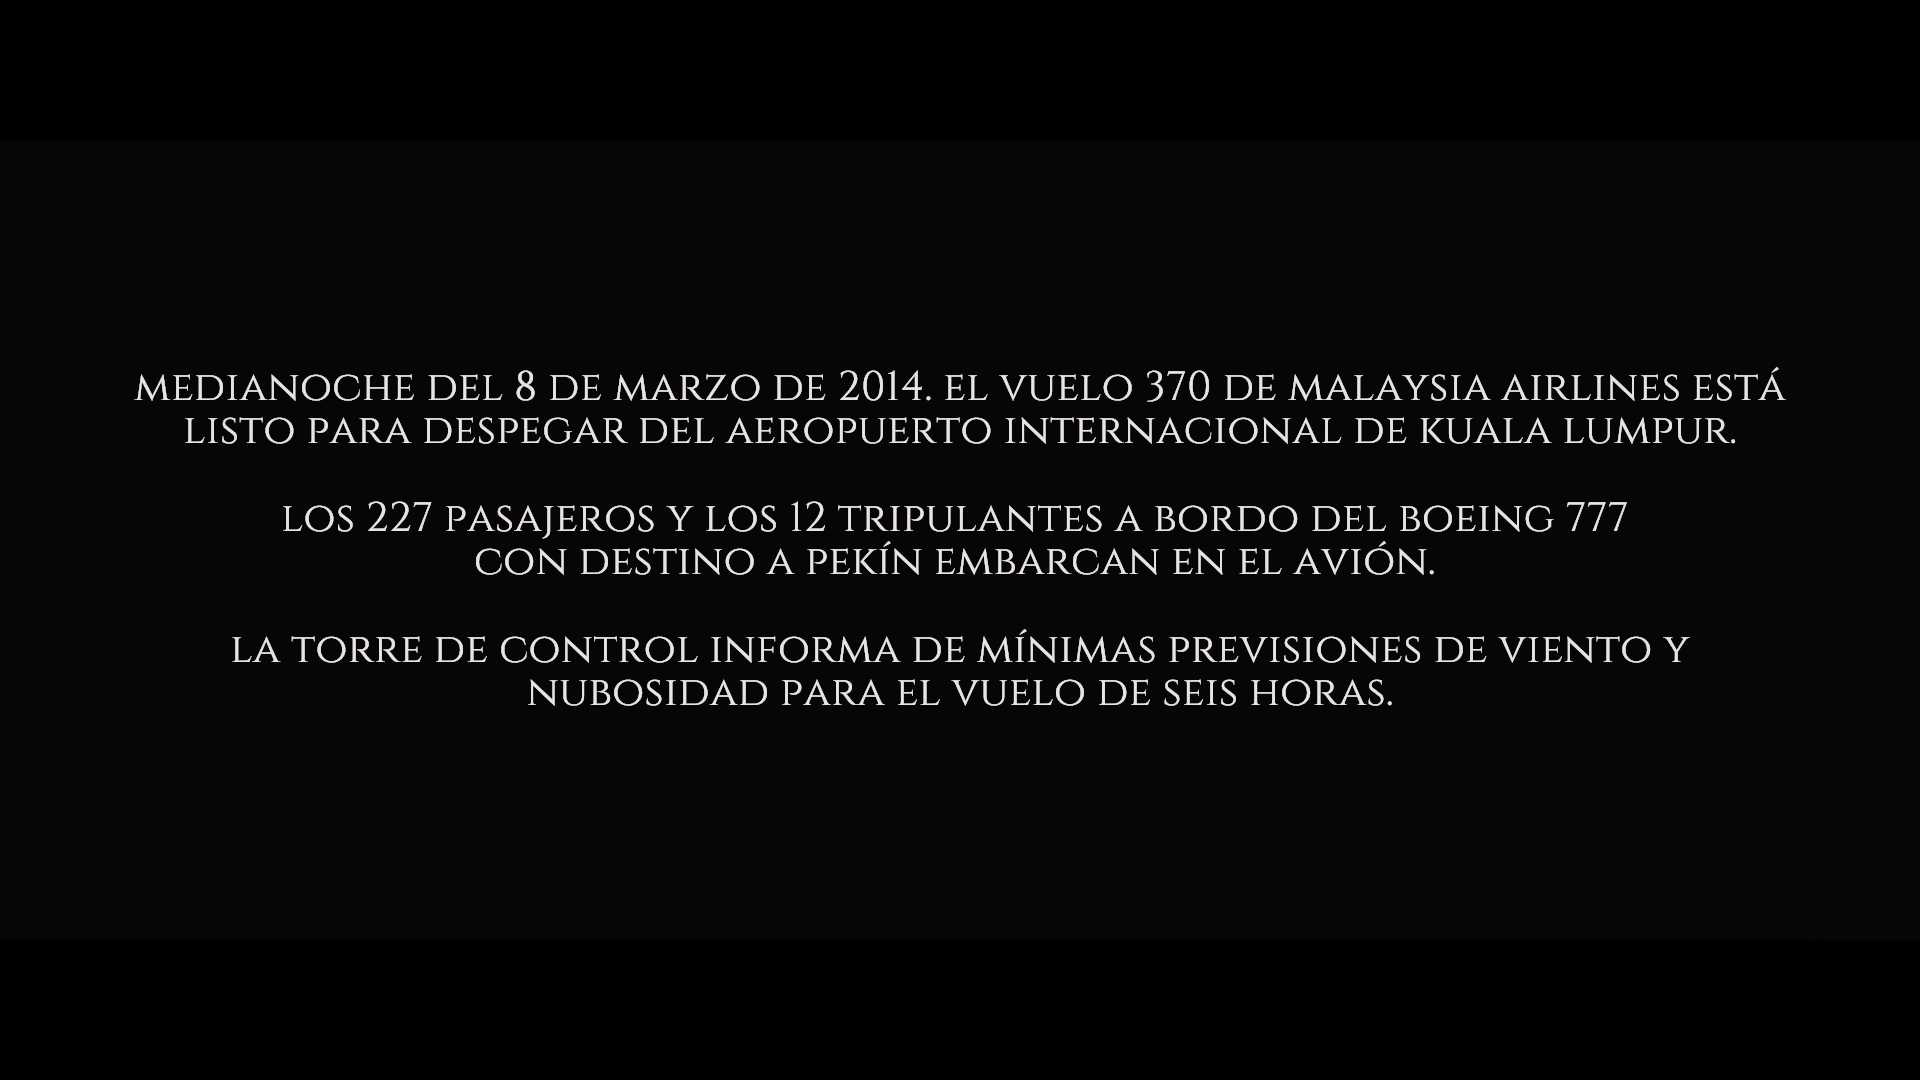 MEDIANOCHE DEL 8 DE MARZO DE 2014. EL VUELO 370 DE MALAYSIA AIRLINES ESTÁ
LISTO PARA DESPEGAR DEL AEROPUERTO INTERNACIONAL DE KUALA LUMPUR.
LOS 227 PASAJEROS Y LOS 12 TRIPULANTES A BORDO DEL BOEING 777
CON DESTINO A PEKÍN EMBARCAN EN EL AVIÓN.
LA TORRE DE CONTROL INFORMA DE MÍNIMAS PREVISIONES DE VIENTO Y
NUBOSIDAD PARA EL VUELO DE SEIS HORAS.